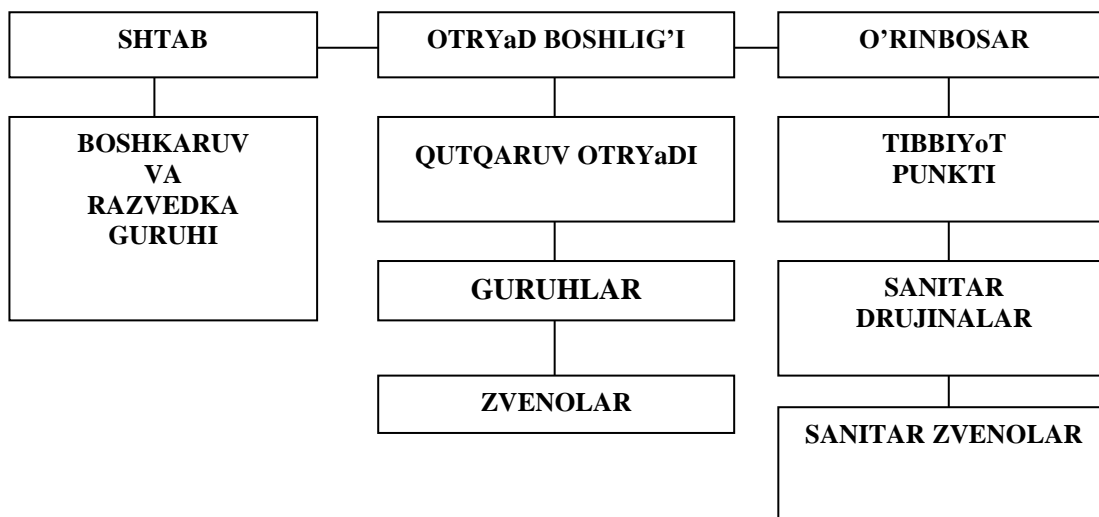 SHTAB
OTRYaD BOSHLIG’I
O’RINBOSAR
BOSHKARUV
VA
RAZVEDKA
GURUHI
QUTQARUV OTRYaDI
TIBBIYoT
PUNKTI
GURUHLAR
SANITAR
DRUJINALAR
ZVENOLAR
SANITAR ZVENOLAR